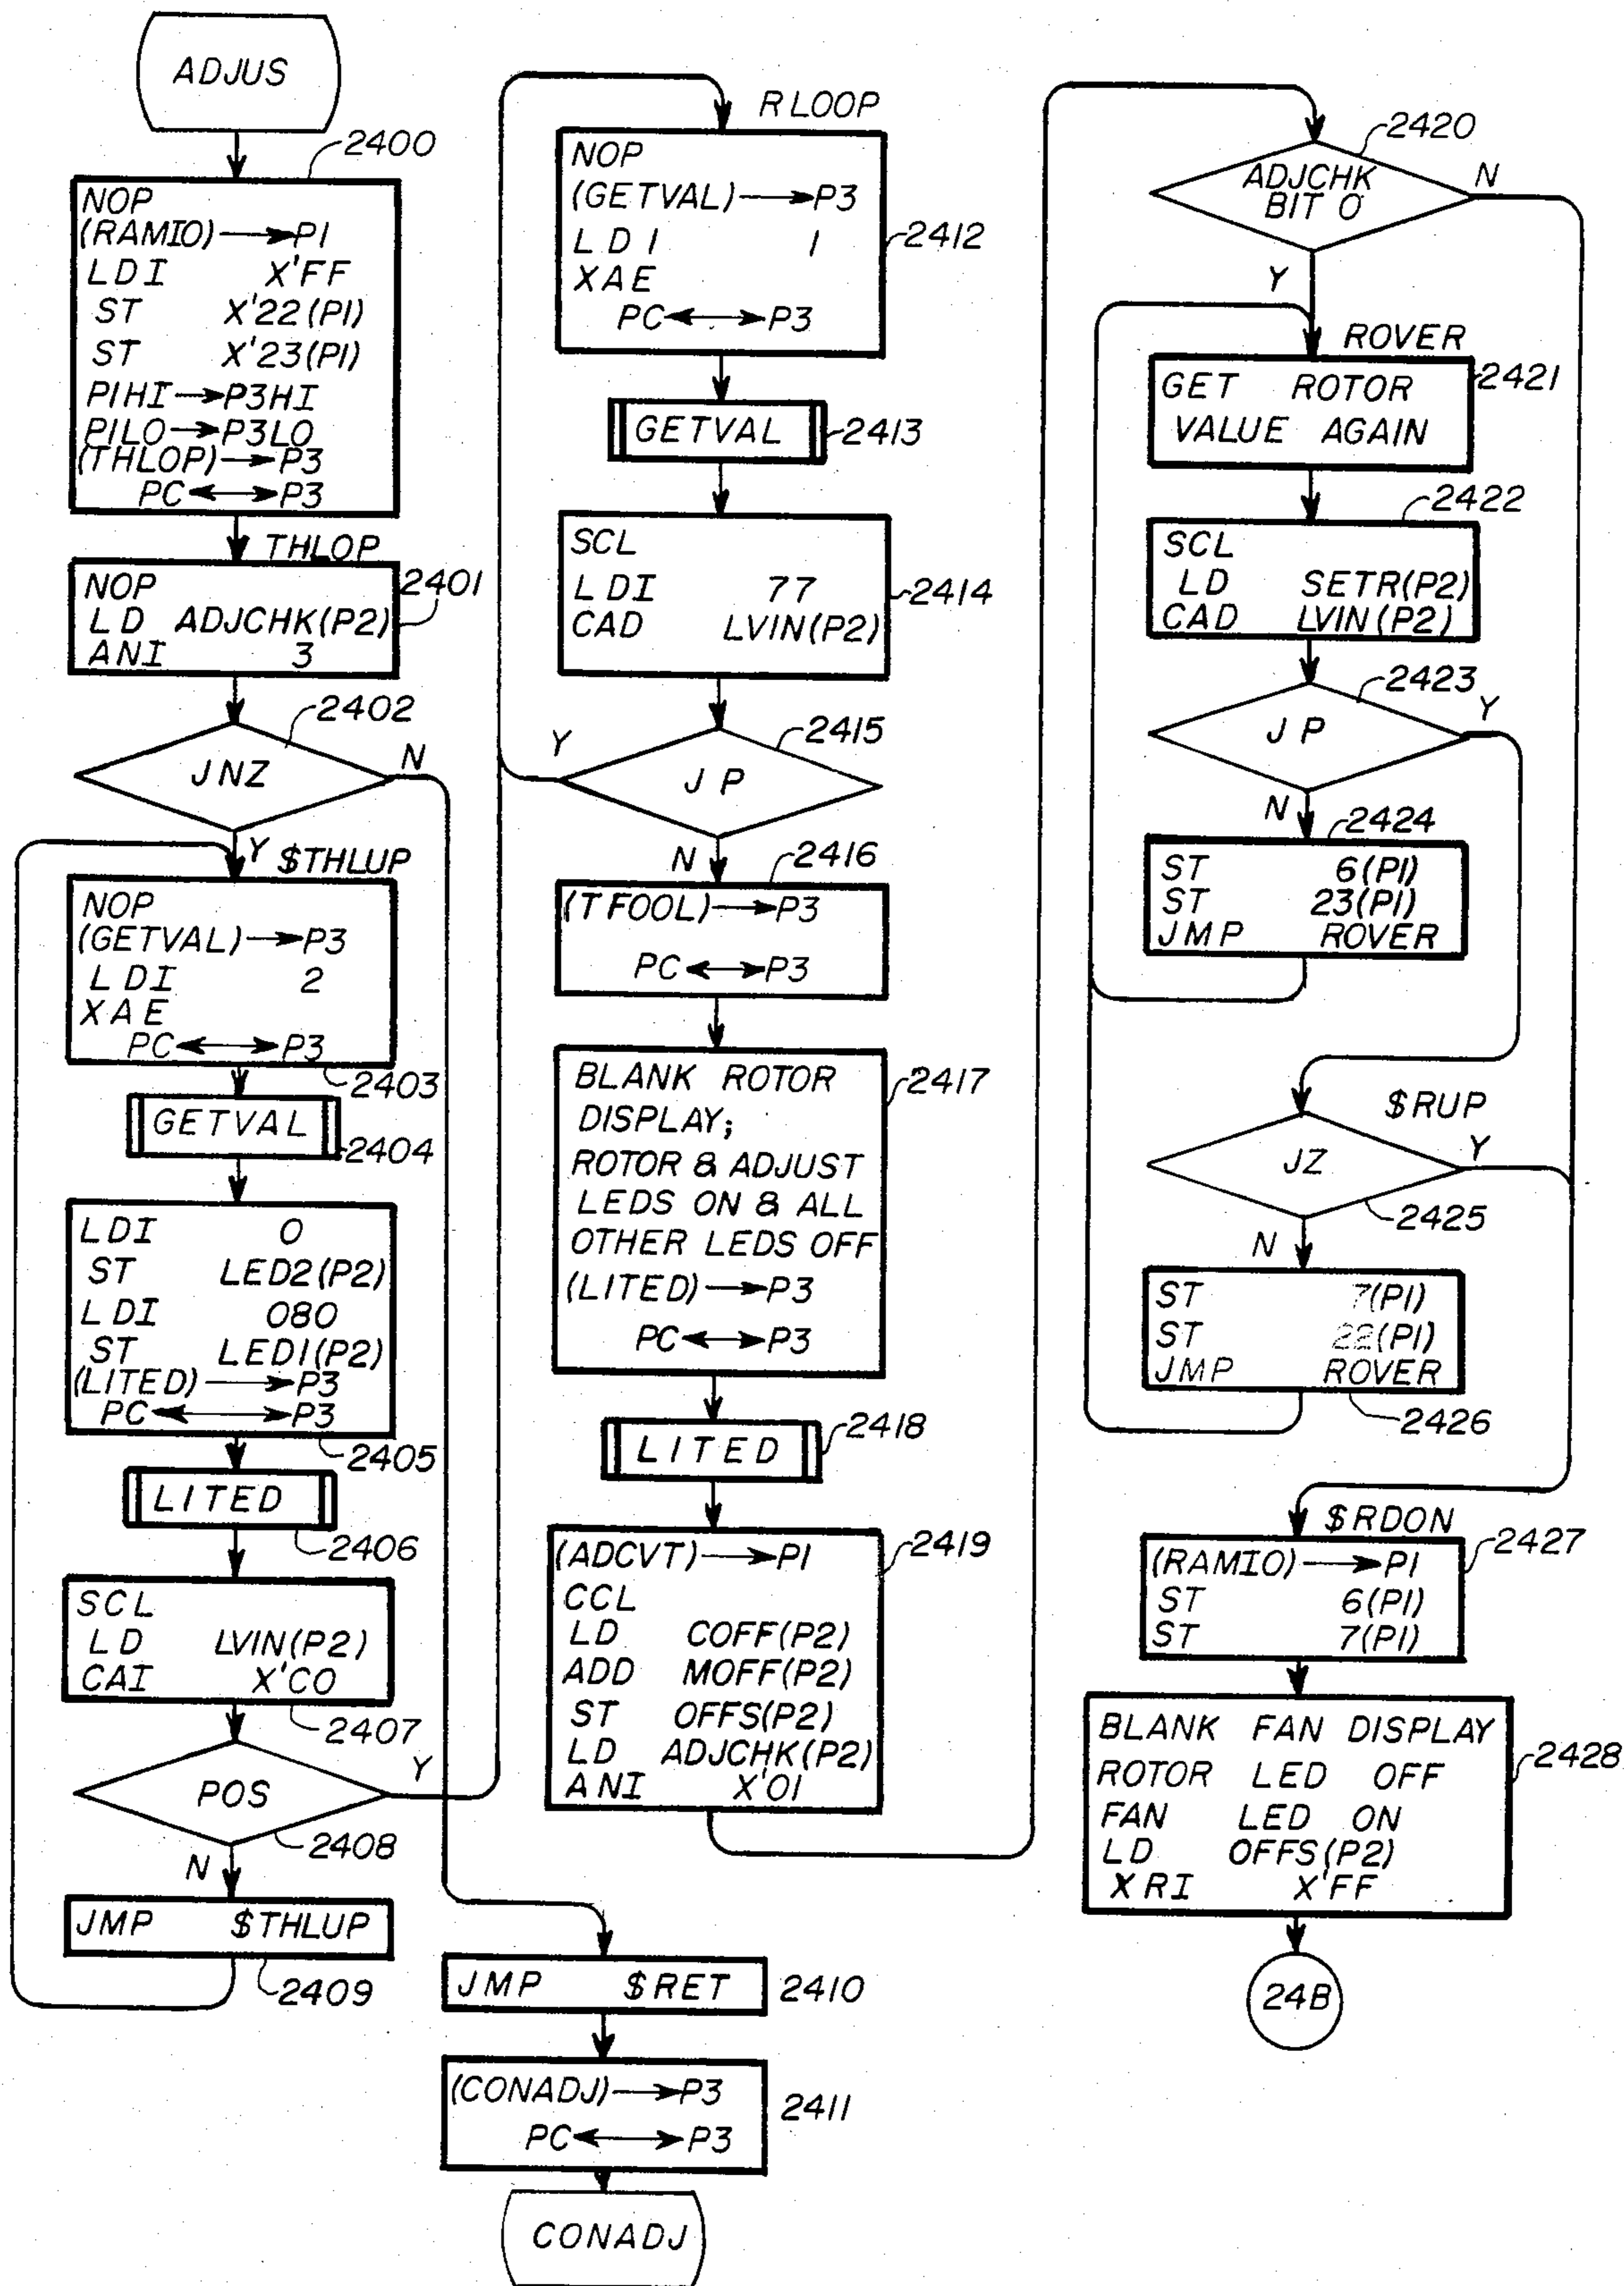 ADJUS
2400
NOP
(RAMIO)→P1
LDI X'FF
ST X'22(P1)
ST X'23(P1)
P1HI→P3HI
P1LO→P3LO
(THLOP)→P3
PC↔P3
THLOP
2401
NOP
LD ADJCHK(P2)
ANI 3
2402
JNZ
N
Y
$THLUP
NOP
(GETVAL)→P3
LDI 2
XAE
PC↔P3
2403
GETVAL
2404
LDI 0
ST LED2(P2)
LDI 080
ST LED1(P2)
(LITED)→P3
PC↔P3
2405
LITED
2406
SCL
LD LVIN(P2)
CAI X'CO
2407
POS
Y
2408
N
JMP $THLUP
2409
JMP $RET
2410
(CONADJ)→P3
PC↔P3
2411
CONADJ
RLOOP
NOP
(GETVAL)→P3
LDI 1
XAE
PC↔P3
2412
GETVAL
2413
SCL
LDI 77
CAD LVIN(P2)
2414
2415
Y
JP
N
2416
(TFOOL)→P3
PC↔P3
BLANK ROTOR
DISPLAY;
ROTOR & ADJUST
LEDS ON & ALL
OTHER LEDS OFF
(LITED)→P3
PC↔P3
2417
LITED
2418
(ADCVT)→P1
CCL
LD COFF(P2)
ADD MOFF(P2)
ST OFFS(P2)
LD ADJCHK(P2)
ANI X'01
2419
2420
ADJCHK
BIT 0
N
Y
ROVER
GET ROTOR
VALUE AGAIN
2421
2422
SCL
LD SETR(P2)
CAD LVIN(P2)
2423
JP
Y
N
2424
ST 6(P1)
ST 23(P1)
JMP ROVER
$RUP
JZ
Y
2425
N
ST 7(P1)
ST 22(P1)
JMP ROVER
2426
$RDON
(RAMIO)→P1
ST 6(P1)
ST 7(P1)
2427
BLANK FAN DISPLAY
ROTOR LED OFF
FAN LED ON
LD OFFS(P2)
XRI X'FF
2428
24B